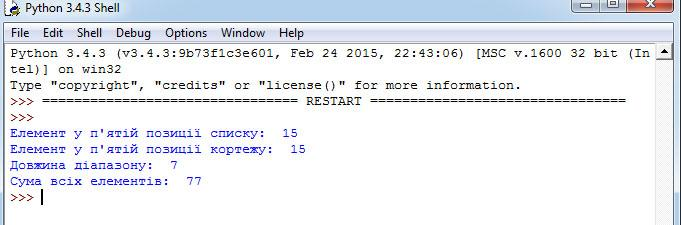 Python 3.4.3 Shell
File Edit Shell Debug Options Window Help
Python 3.4.3 (v3.4.3:9b73f1c3e601, Feb 24 2015, 22:43:06) [MSC v.1600 32 bit (In
tel)] on win32
Type "copyright", "credits" or "license()" for more information.
>>> ================================ RESTART ================================
>>>
Елемент у п'ятій позиції списку:  15
Елемент у п'ятій позиції кортежу:  15
Довжина діапазону:  7
Сума всіх елементів:  77
>>>